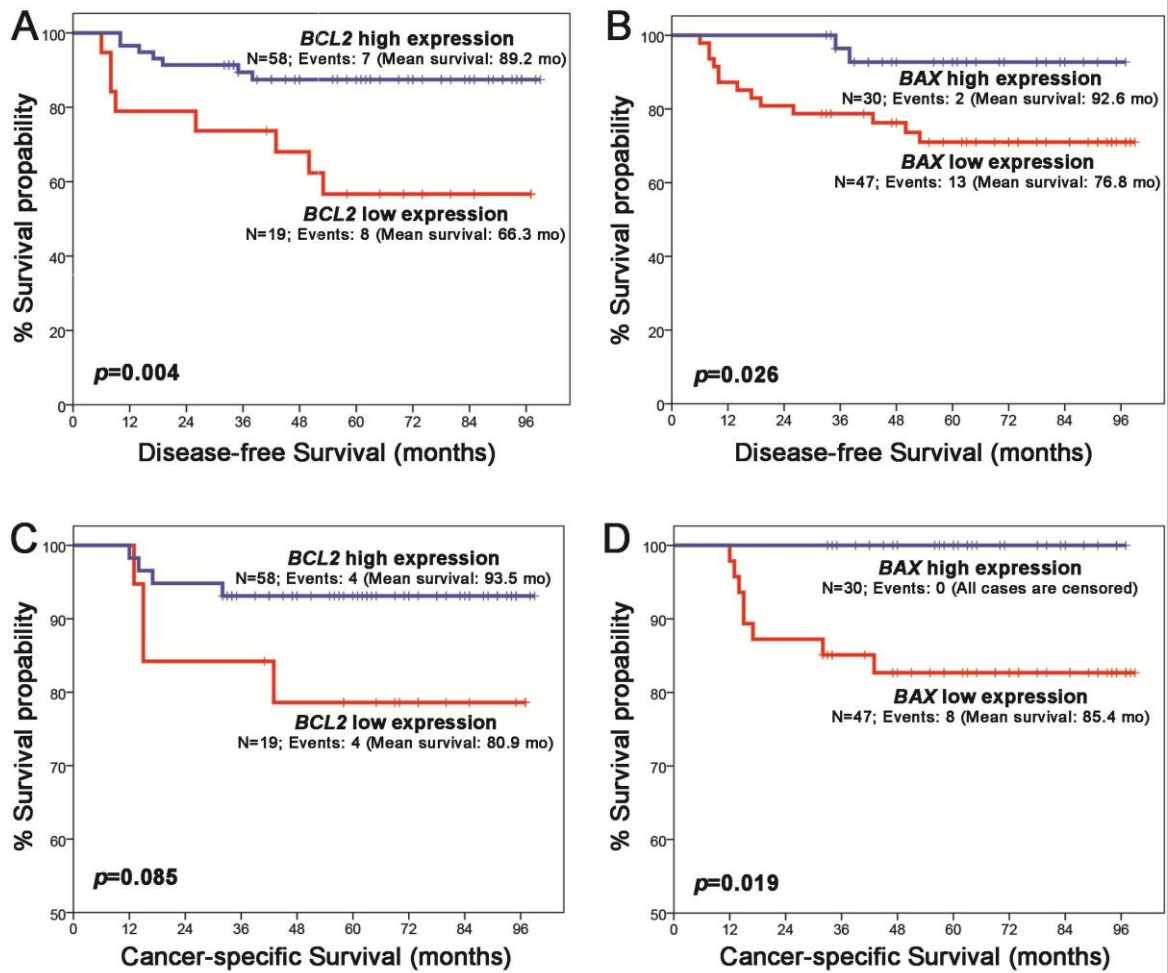 A
% Survival propability
100
80
60
40
20
0
BCL2 high expression
N=58; Events: 7 (Mean survival: 89.2 mo)
BCL2 low expression
N=19; Events: 8 (Mean survival: 66.3 mo)
p=0.004
0 12 24 36 48 60 72 84 96
Disease-free Survival (months)
B
% Survival propability
100
80
60
40
20
0
BAX high expression
N=30; Events: 2 (Mean survival: 92.6 mo)
BAX low expression
N=47; Events: 13 (Mean survival: 76.8 mo)
p=0.026
0 12 24 36 48 60 72 84 96
Disease-free Survival (months)
C
% Survival propability
100
90
80
70
60
50
BCL2 high expression
N=58; Events: 4 (Mean survival: 93.5 mo)
BCL2 low expression
N=19; Events: 4 (Mean survival: 80.9 mo)
p=0.085
0 12 24 36 48 60 72 84 96
Cancer-specific Survival (months)
D
% Survival propability
100
90
80
70
60
50
BAX high expression
N=30; Events: 0 (All cases are censored)
BAX low expression
N=47; Events: 8 (Mean survival: 85.4 mo)
p=0.019
0 12 24 36 48 60 72 84 96
Cancer-specific Survival (months)